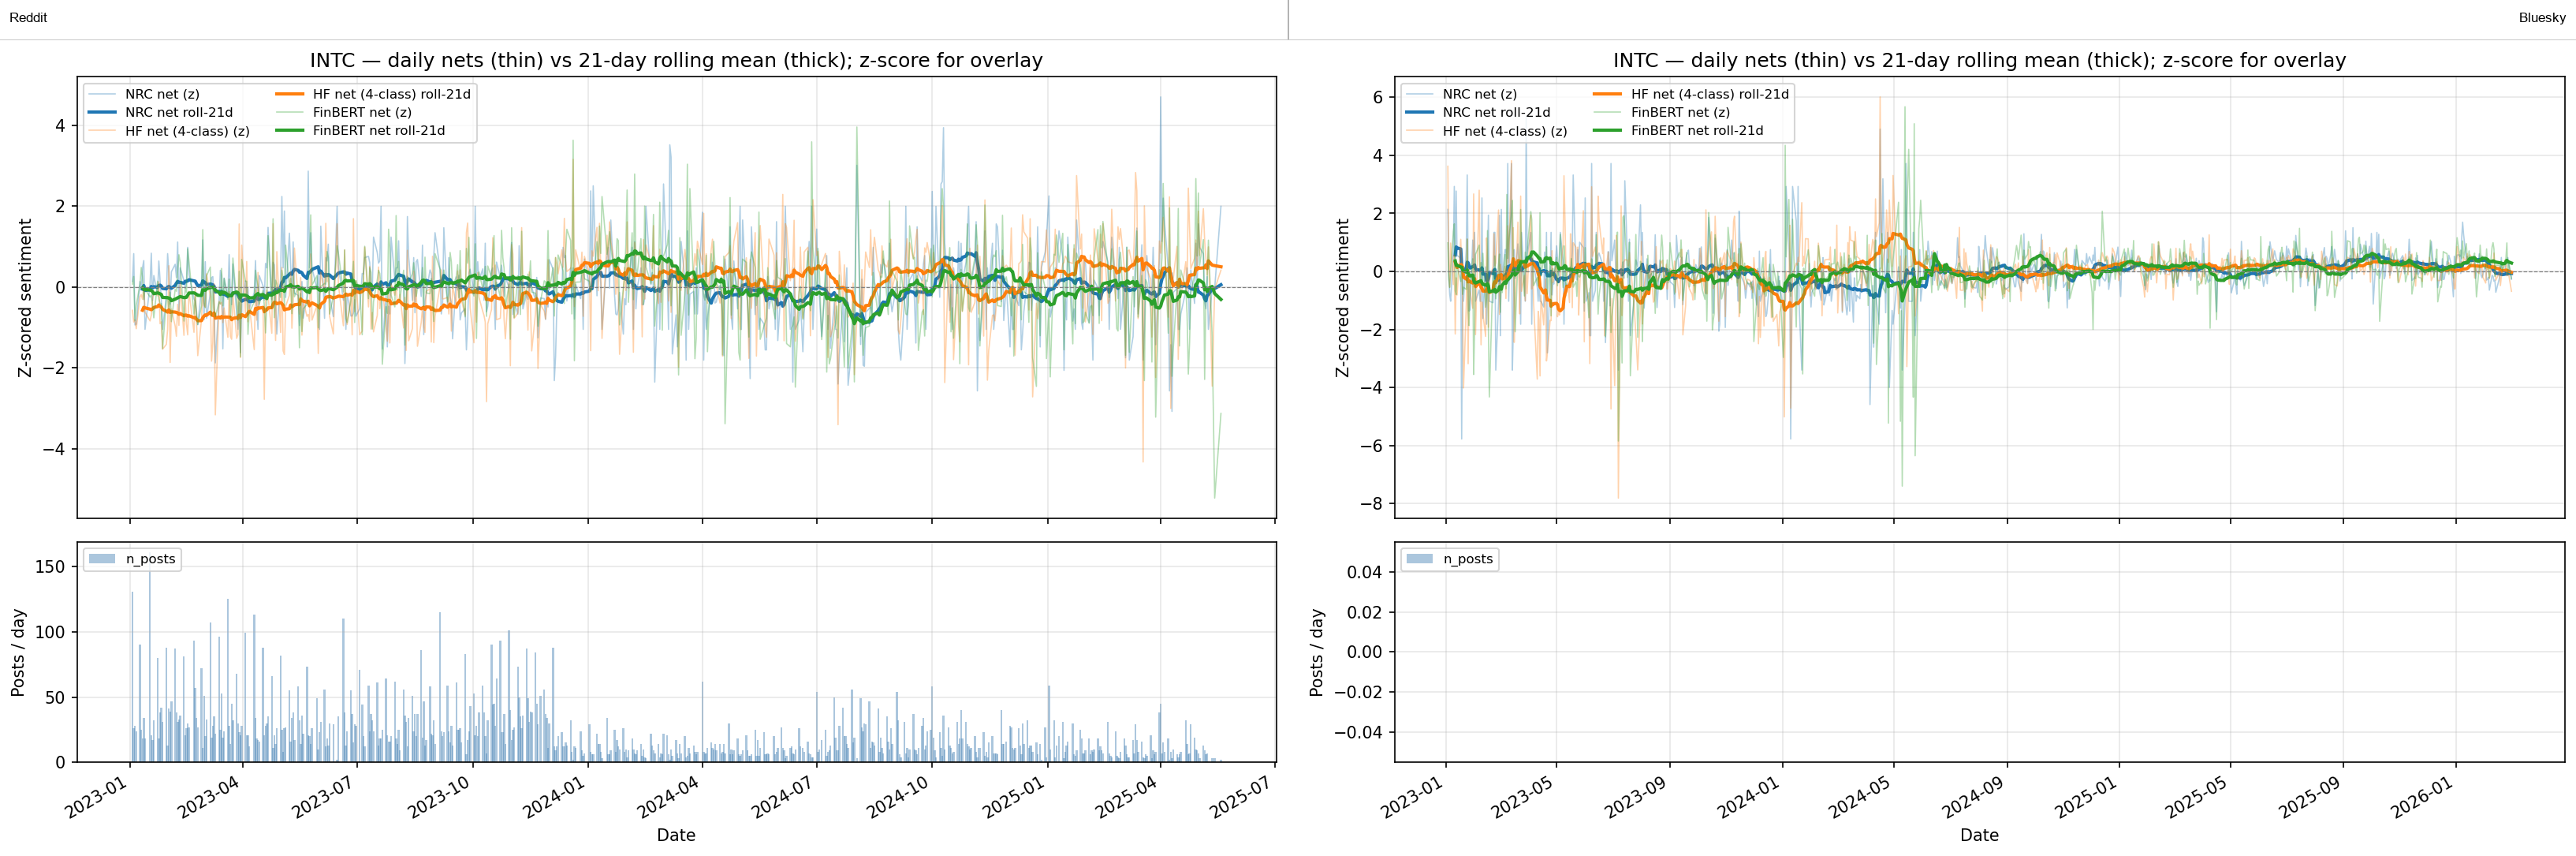 Reddit
Bluesky
INTC — daily nets (thin) vs 21-day rolling mean (thick); z-score for overlay
NRC net (z)
NRC net roll-21d
HF net (4-class) (z)
HF net (4-class) roll-21d
FinBERT net (z)
FinBERT net roll-21d
Z-scored sentiment
4
2
0
−2
−4
n_posts
Posts / day
150
100
50
0
2023-01
2023-04
2023-07
2023-10
2024-01
2024-04
2024-07
2024-10
2025-01
2025-04
2025-07
Date
INTC — daily nets (thin) vs 21-day rolling mean (thick); z-score for overlay
NRC net (z)
NRC net roll-21d
HF net (4-class) (z)
HF net (4-class) roll-21d
FinBERT net (z)
FinBERT net roll-21d
Z-scored sentiment
6
4
2
0
−2
−4
−6
−8
n_posts
Posts / day
0.04
0.02
0.00
−0.02
−0.04
2023-01
2023-05
2023-09
2024-01
2024-05
2024-09
2025-01
2025-05
2025-09
2026-01
Date